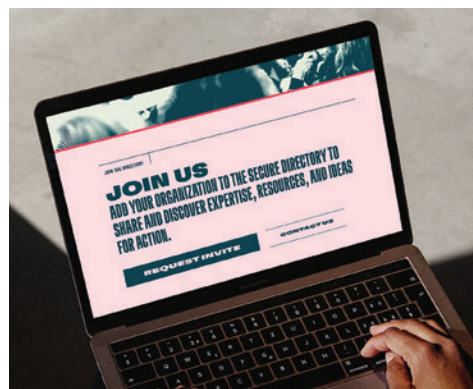 JOIN THE DIRECTORY
JOIN US
ADD YOUR ORGANIZATION TO THE SECURE DIRECTORY TO
SHARE AND DISCOVER EXPERTISE, RESOURCES, AND IDEAS
FOR ACTION.
REQUEST INVITE
CONTACT US